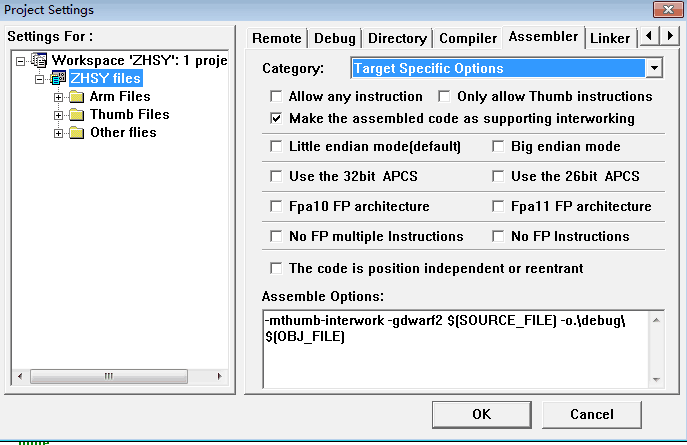 Project Settings
Settings For :
Workspace 'ZHSY': 1 proje
ZHSY files
Arm Files
Thumb Files
Other flies
Remote Debug Directory Compiler Assembler Linker
Category: Target Specific Options
Allow any instruction Only allow Thumb instructions
Make the assembled code as supporting interworking
Little endian mode(default) Big endian mode
Use the 32bit APCS Use the 26bit APCS
Fpa10 FP architecture Fpa11 FP architecture
No FP multiple Instructions No FP Instructions
The code is position independent or reentrant
Assemble Options:
-mthumb-interwork -gdwarf2 $(SOURCE_FILE) -o.\debug\
$(OBJ_FILE)
OK Cancel